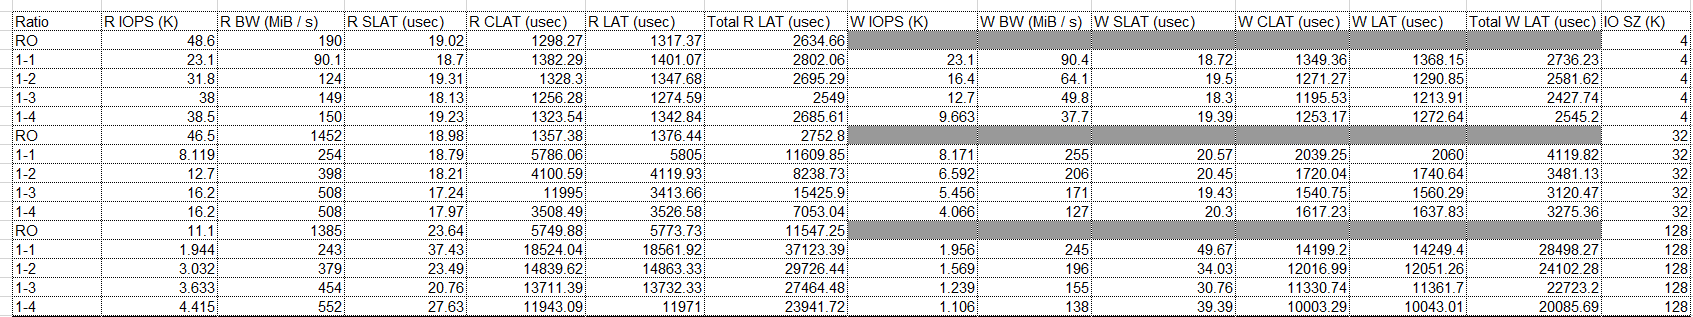 Ratio R IOPS (K) R BW (MiB / s) R SLAT (usec) R CLAT (usec) R LAT (usec) Total R LAT (usec) W IOPS (K) W BW (MiB / s) W SLAT (usec) W CLAT (usec) W LAT (usec) Total W LAT (usec) IO SZ (K)
RO 48.6 190 19.02 1298.27 1317.37 2634.66 4
1-1 23.1 90.1 18.7 1382.29 1401.07 2802.06 23.1 90.4 18.72 1349.36 1368.15 2736.23 4
1-2 31.8 124 19.31 1328.3 1347.68 2695.29 16.4 64.1 19.5 1271.27 1290.85 2581.62 4
1-3 38 149 18.13 1256.28 1274.59 2549 12.7 49.8 18.3 1195.53 1213.91 2427.74 4
1-4 38.5 150 19.23 1323.54 1342.84 2685.61 9.663 37.7 19.39 1253.17 1272.64 2545.2 4
RO 46.5 1452 18.98 1357.38 1376.44 2752.8 32
1-1 8.119 254 18.79 5786.06 5805 11609.85 8.171 255 20.57 2039.25 2060 4119.82 32
1-2 12.7 398 18.21 4100.59 4119.93 8238.73 6.592 206 20.45 1720.04 1740.64 3481.13 32
1-3 16.2 508 17.24 11995 3413.66 15425.9 5.456 171 19.43 1540.75 1560.29 3120.47 32
1-4 16.2 508 17.97 3508.49 3526.58 7053.04 4.066 127 20.3 1617.23 1637.83 3275.36 32
RO 11.1 1385 23.64 5749.88 5773.73 11547.25 128
1-1 1.944 243 37.43 18524.04 18561.92 37123.39 1.956 245 49.67 14199.2 14249.4 28498.27 128
1-2 3.032 379 23.49 14839.62 14863.33 29726.44 1.569 196 34.03 12016.99 12051.26 24102.28 128
1-3 3.633 454 20.76 13711.39 13732.33 27464.48 1.239 155 30.76 11330.74 11361.7 22723.2 128
1-4 4.415 552 27.63 11943.09 11971 23941.72 1.106 138 39.39 10003.29 10043.01 20085.69 128